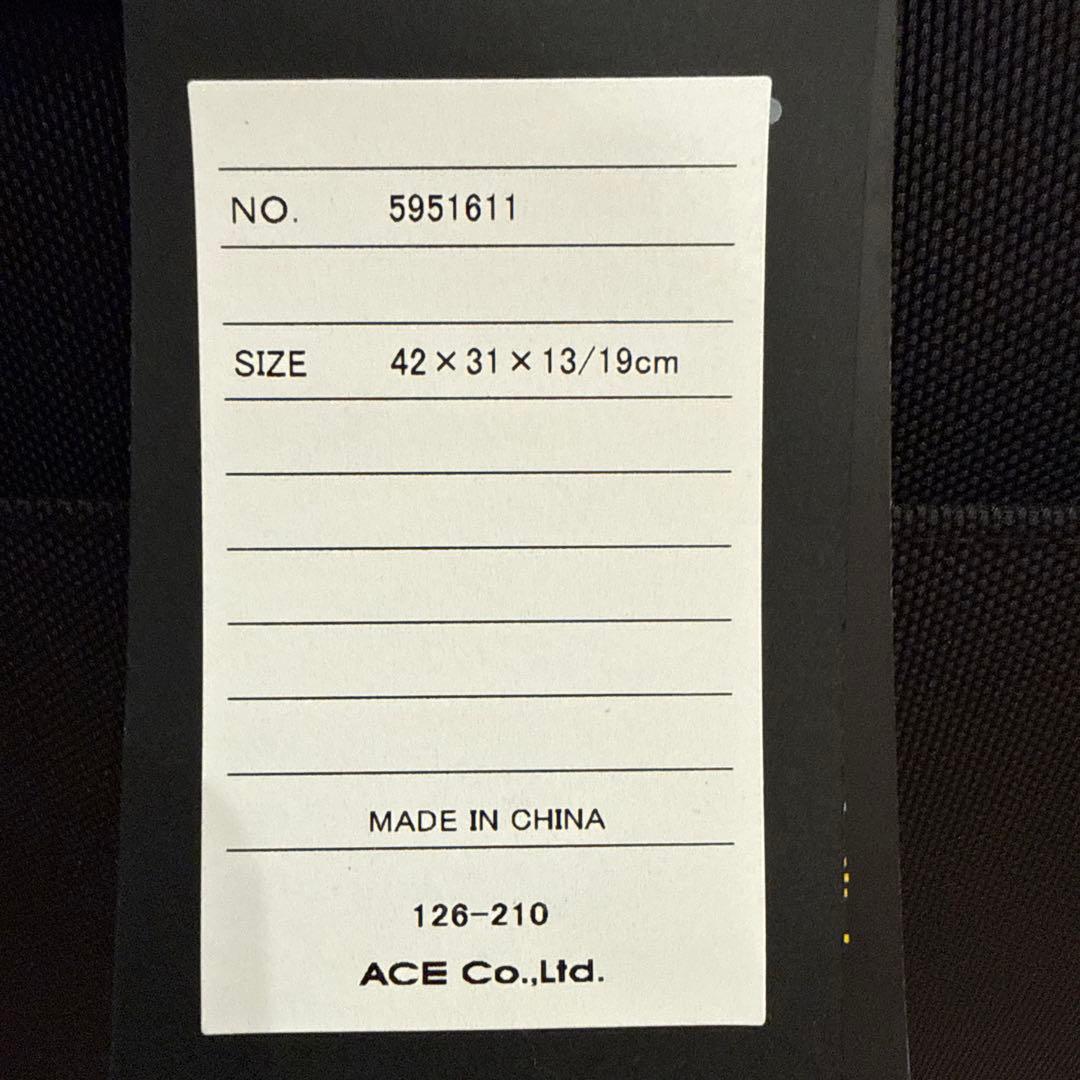 NO. 5951611
SIZE 42×31×13/19cm
MADE IN CHINA
126-210
ACE Co.,Ltd.